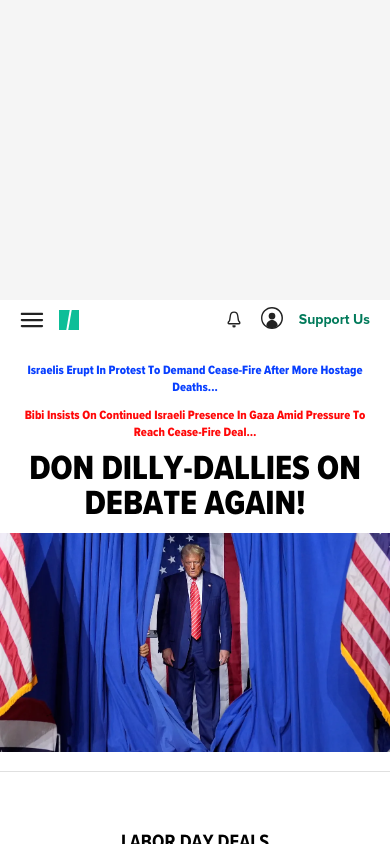 Support Us
Israelis Erupt In Protest To Demand Cease-Fire After More Hostage
Deaths...
Bibi Insists On Continued Israeli Presence In Gaza Amid Pressure To
Reach Cease-Fire Deal...
DON DILLY-DALLIES ON
DEBATE AGAIN!
LABOR DAY DEALS